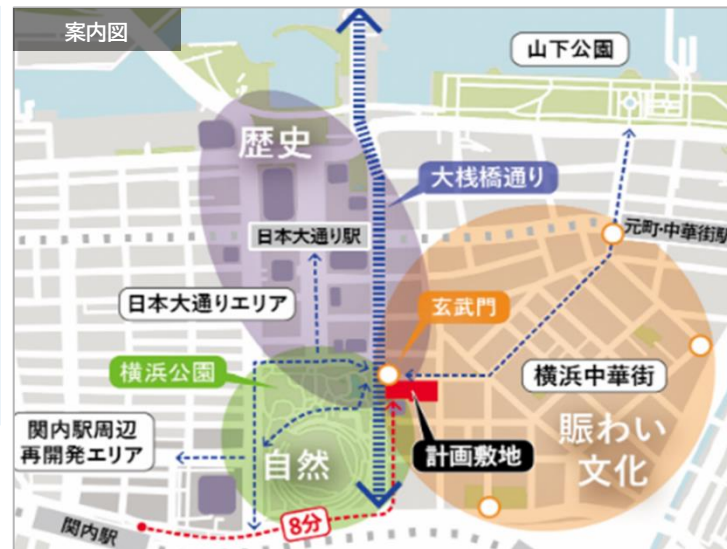 案内図
山下公園
歴史
大桟橋通り
日本大通り駅
元町・中華街駅
日本大通りエリア
玄武門
横浜公園
横浜中華街
関内駅周辺
再開発エリア
賑わい
文化
計画敷地
自然
8分
関内駅